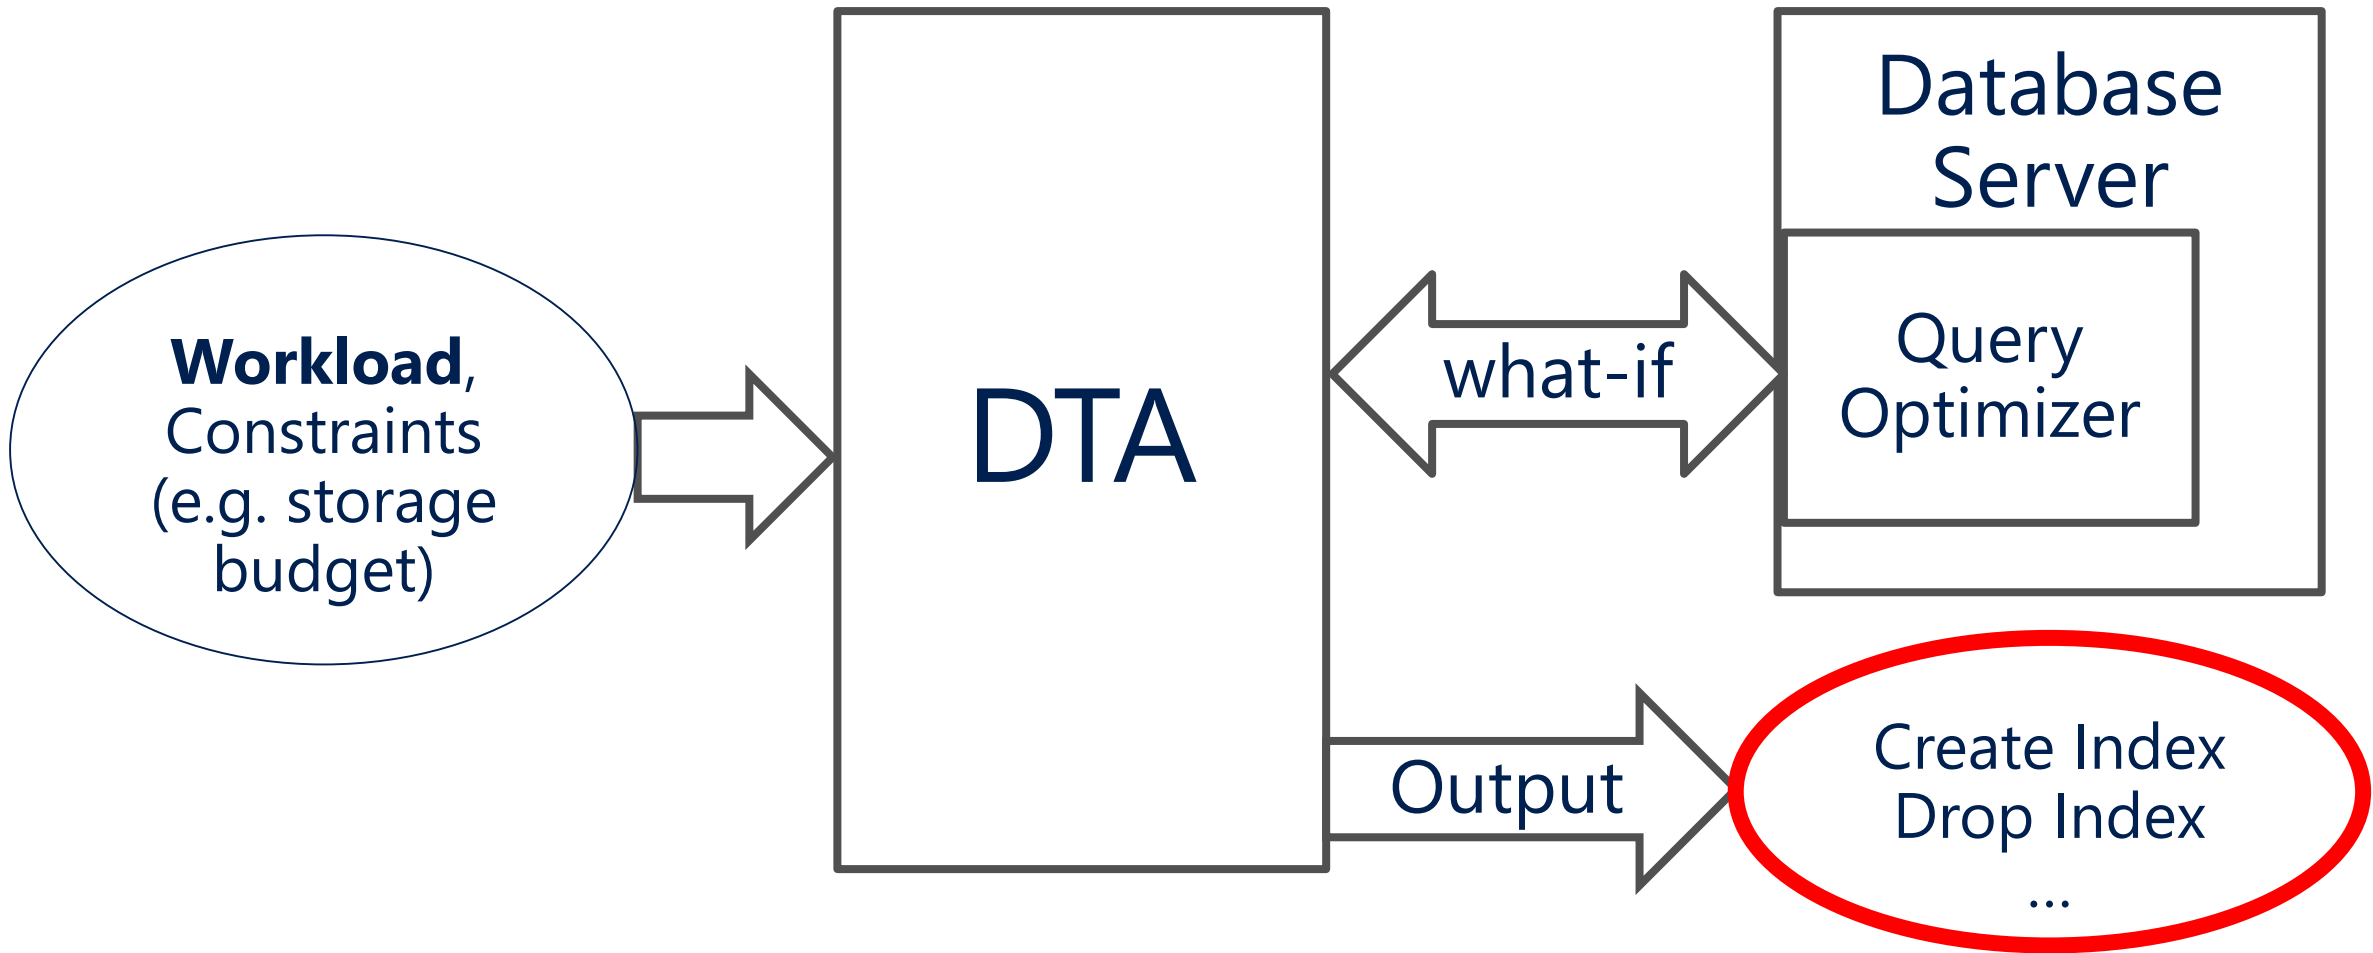 Workload,
Constraints
(e.g. storage
budget)
DTA
what-if
Database
Server
Query
Optimizer
Output
Create Index
Drop Index
...